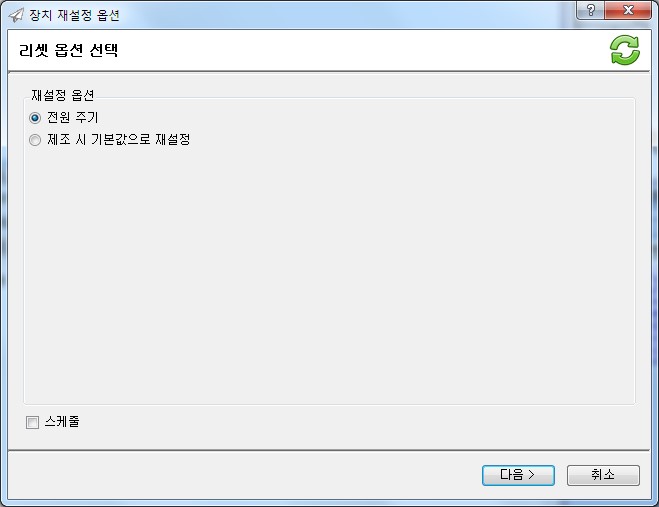 장치 재설정 옵션
리셋 옵션 선택
재설정 옵션
전원 주기
제조 시 기본값으로 재설정
스케줄
다음 >
취소